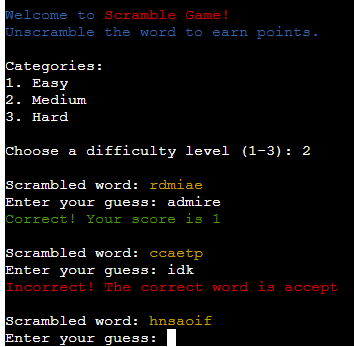 Welcome to Scramble Game!
Unscramble the word to earn points.
Categories:
1. Easy
2. Medium
3. Hard
Choose a difficulty level (1-3): 2
Scrambled word: rdmiae
Enter your guess: admire
Correct! Your score is 1
Scrambled word: ccaetp
Enter your guess: idk
Incorrect! The correct word is accept
Scrambled word: hnsaoif
Enter your guess: